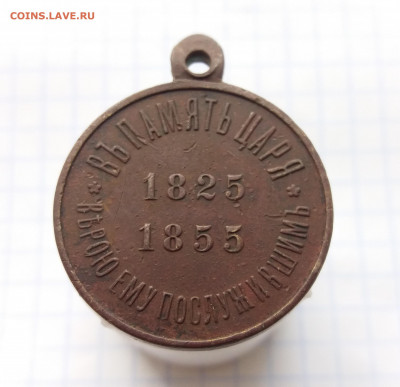 COINS.LAVE.RU
ВЪ ПАМЯТЬ ЦАРЯ
1825
1855
ВѢРОЮ ЕМУ ПОСЛУЖИВШИМЪ